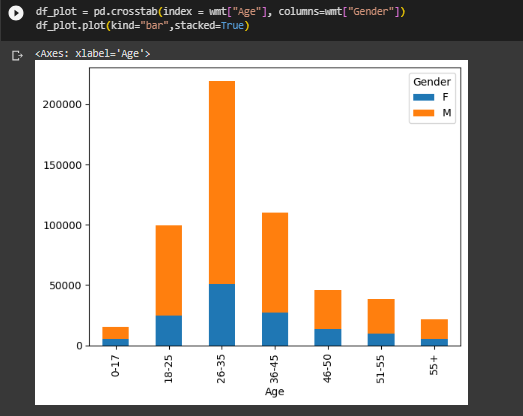 df_plot = pd.crosstab(index = wmt["Age"], columns=wmt["Gender"])
df_plot.plot(kind="bar",stacked=True)
<Axes: xlabel='Age'>
Gender
F
M
200000
150000
100000
50000
0
0-17
18-25
26-35
36-45
46-50
51-55
55+
Age